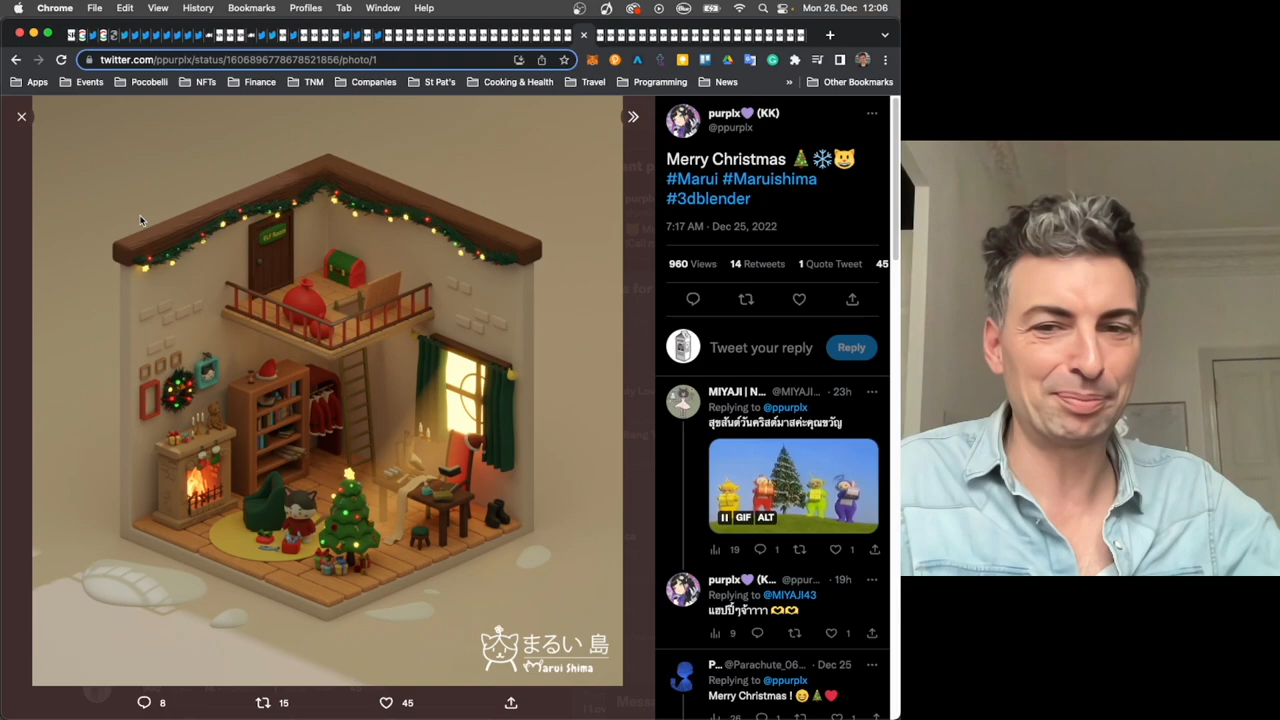 Chrome File Edit View History Bookmarks Profiles Tab Window Help
Mon 26. Dec 12:06
twitter.com/ppurplx/status/1606896778678521856/photo/1
Apps Events Pocobelli NFTs Finance TNM Companies St Pat's Cooking & Health Travel Programming News » Other Bookmarks
purplx💜 (KK)
@ppurplx
Merry Christmas 🎄❄️😺
#Marui #Maruishima
#3dblender
7:17 AM · Dec 25, 2022
960 Views 14 Retweets 1 Quote Tweet 45
Tweet your reply
Reply
MIYAJI | N... @MIYAJ... · 23h
Replying to @ppurplx
สุขสันต์วันคริสต์มาสค่ะคุณขวัญ
GIF ALT
19 1 1
purplx💜 (K... @ppur... · 19h
Replying to @MIYAJI43
แฮปปี้ๆจ้าาาา 🫶🫶
9 1
P... @Parachute_06... · Dec 25
Replying to @ppurplx
Merry Christmas ! 😊🎄❤️
まるい 島
Marui Shima
8 15 45